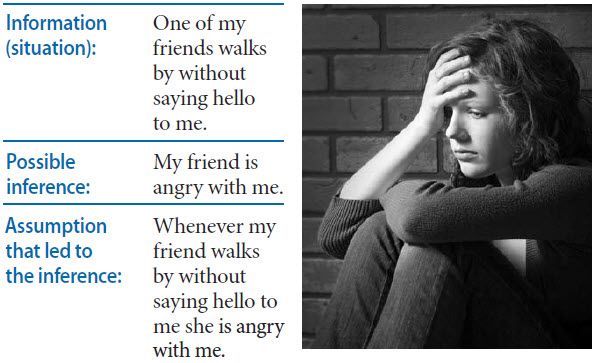 Information One of my
(situation): friends walks
by without
saying hello
to me.
Possible My friend is
inference: angry with me.
Assumption Whenever my
that led to friend walks
the inference: by without
saying hello to
me she is angry
with me.